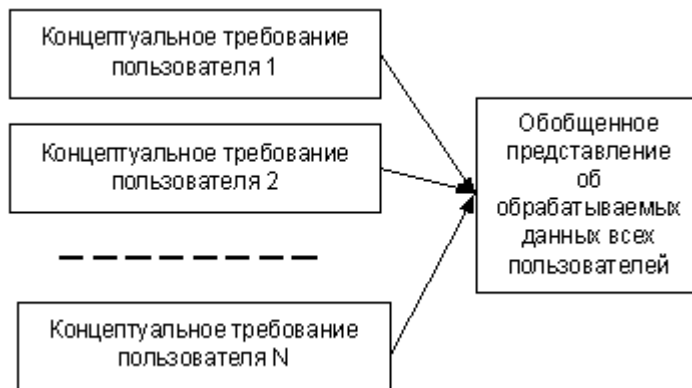 Концептуальное требование
пользователя 1
Концептуальное требование
пользователя 2
Концептуальное требование
пользователя N
Обобщенное
представление
об
обрабатываемых
данных всех
пользователей